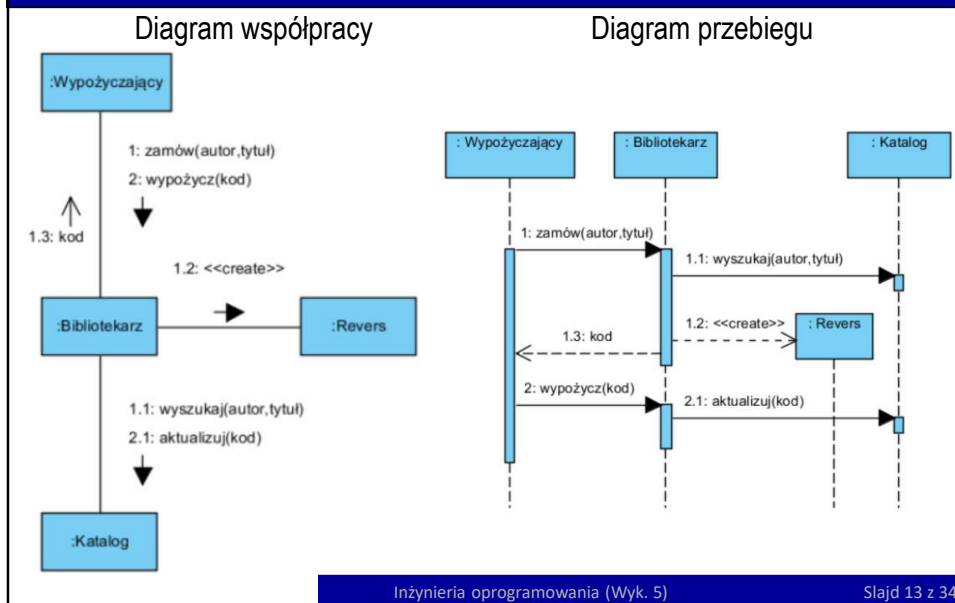 Diagram współpracy
Diagram przebiegu
:Wypożyczający
1: zamów(autor,tytuł)
2: wypożycz(kod)
1.3: kod
1.2: <<create>>
:Bibliotekarz
:Revers
1.1: wyszukaj(autor,tytuł)
2.1: aktualizuj(kod)
:Katalog
: Wypożyczający
: Bibliotekarz
: Katalog
1: zamów(autor,tytuł)
1.1: wyszukaj(autor,tytuł)
1.2: <<create>>
: Revers
1.3: kod
2: wypożycz(kod)
2.1: aktualizuj(kod)
Inżynieria oprogramowania (Wyk. 5)
Slajd 13 z 34